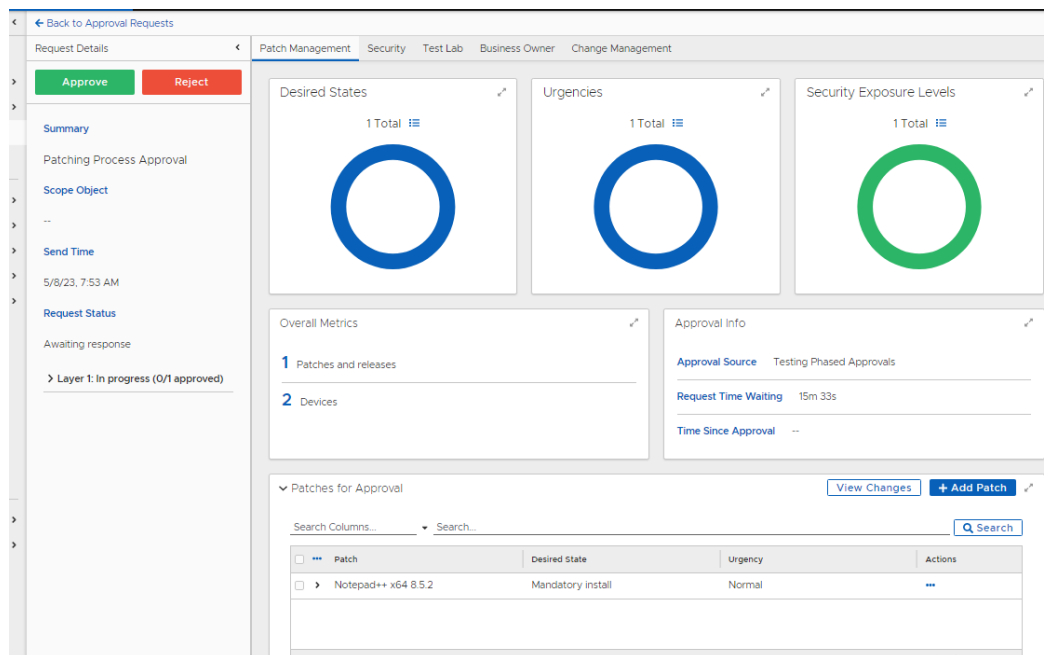 ← Back to Approval Requests
Request Details
Approve
Reject
Summary
Patching Process Approval
Scope Object
--
Send Time
5/8/23, 7:53 AM
Request Status
Awaiting response
Layer 1: In progress (0/1 approved)
Patch Management Security Test Lab Business Owner Change Management
Desired States
1 Total
Urgencies
1 Total
Security Exposure Levels
1 Total
Overall Metrics
1 Patches and releases
2 Devices
Approval Info
Approval Source Testing Phased Approvals
Request Time Waiting 15m 33s
Time Since Approval --
Patches for Approval
View Changes
+ Add Patch
Search Columns... Search... Search
Patch Desired State Urgency Actions
Notepad++ x64 8.5.2 Mandatory install Normal